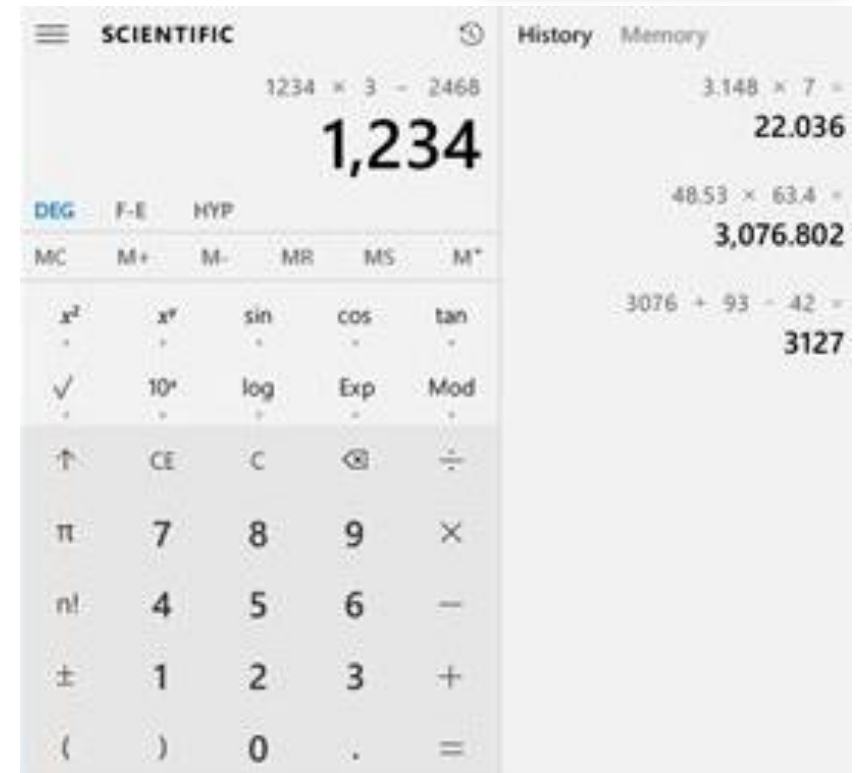 SCIENTIFIC
1234 × 3 − 2468
1,234
DEG F-E HYP
MC M+ M- MR MS M˅
x² xʸ sin cos tan
√ 10ˣ log Exp Mod
↑ CE C ⌫ ÷
π 7 8 9 ×
n! 4 5 6 −
± 1 2 3 +
( ) 0 . =
History Memory
3.148 × 7 =
22.036
48.53 × 63.4 =
3,076.802
3076 + 93 - 42 =
3127